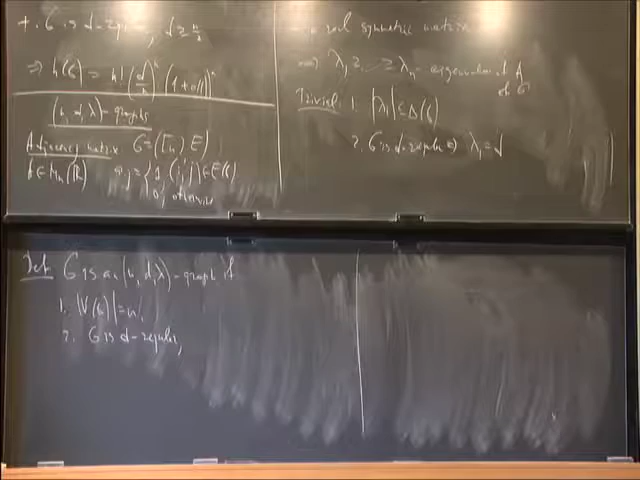 +. G is d-regular, d ≥ n/2
⇒ h(G) = n! (d/n)^n (1+o(1))^n
(n, d, λ)-graphs
Adjacency matrix G=([n], E)
A ∈ M_n(ℝ) a_ij = { 1, (i,j) ∈ E(G)
0, otherwise
real symmetric matrix
⇒ λ_1 ≥ ... ≥ λ_n - eigenvalues of A
of G
Trivial: 1. |λ_i| ≤ Δ(G)
2. G is d-regular ⇒ λ_1 = d
Def. G is an (n, d, λ)-graph if
1. |V(G)| = n;
2. G is d-regular,